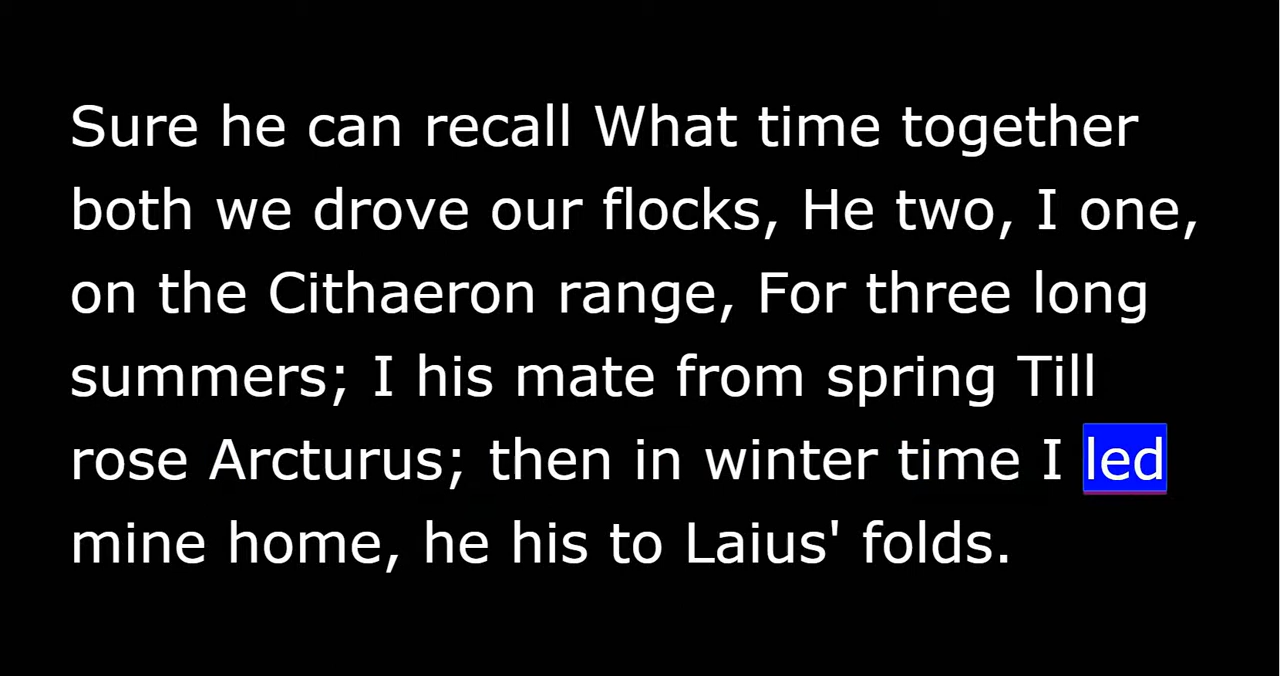 Sure he can recall What time together
both we drove our flocks, He two, I one,
on the Cithaeron range, For three long
summers; I his mate from spring Till
rose Arcturus; then in winter time I led
mine home, he his to Laius' folds.